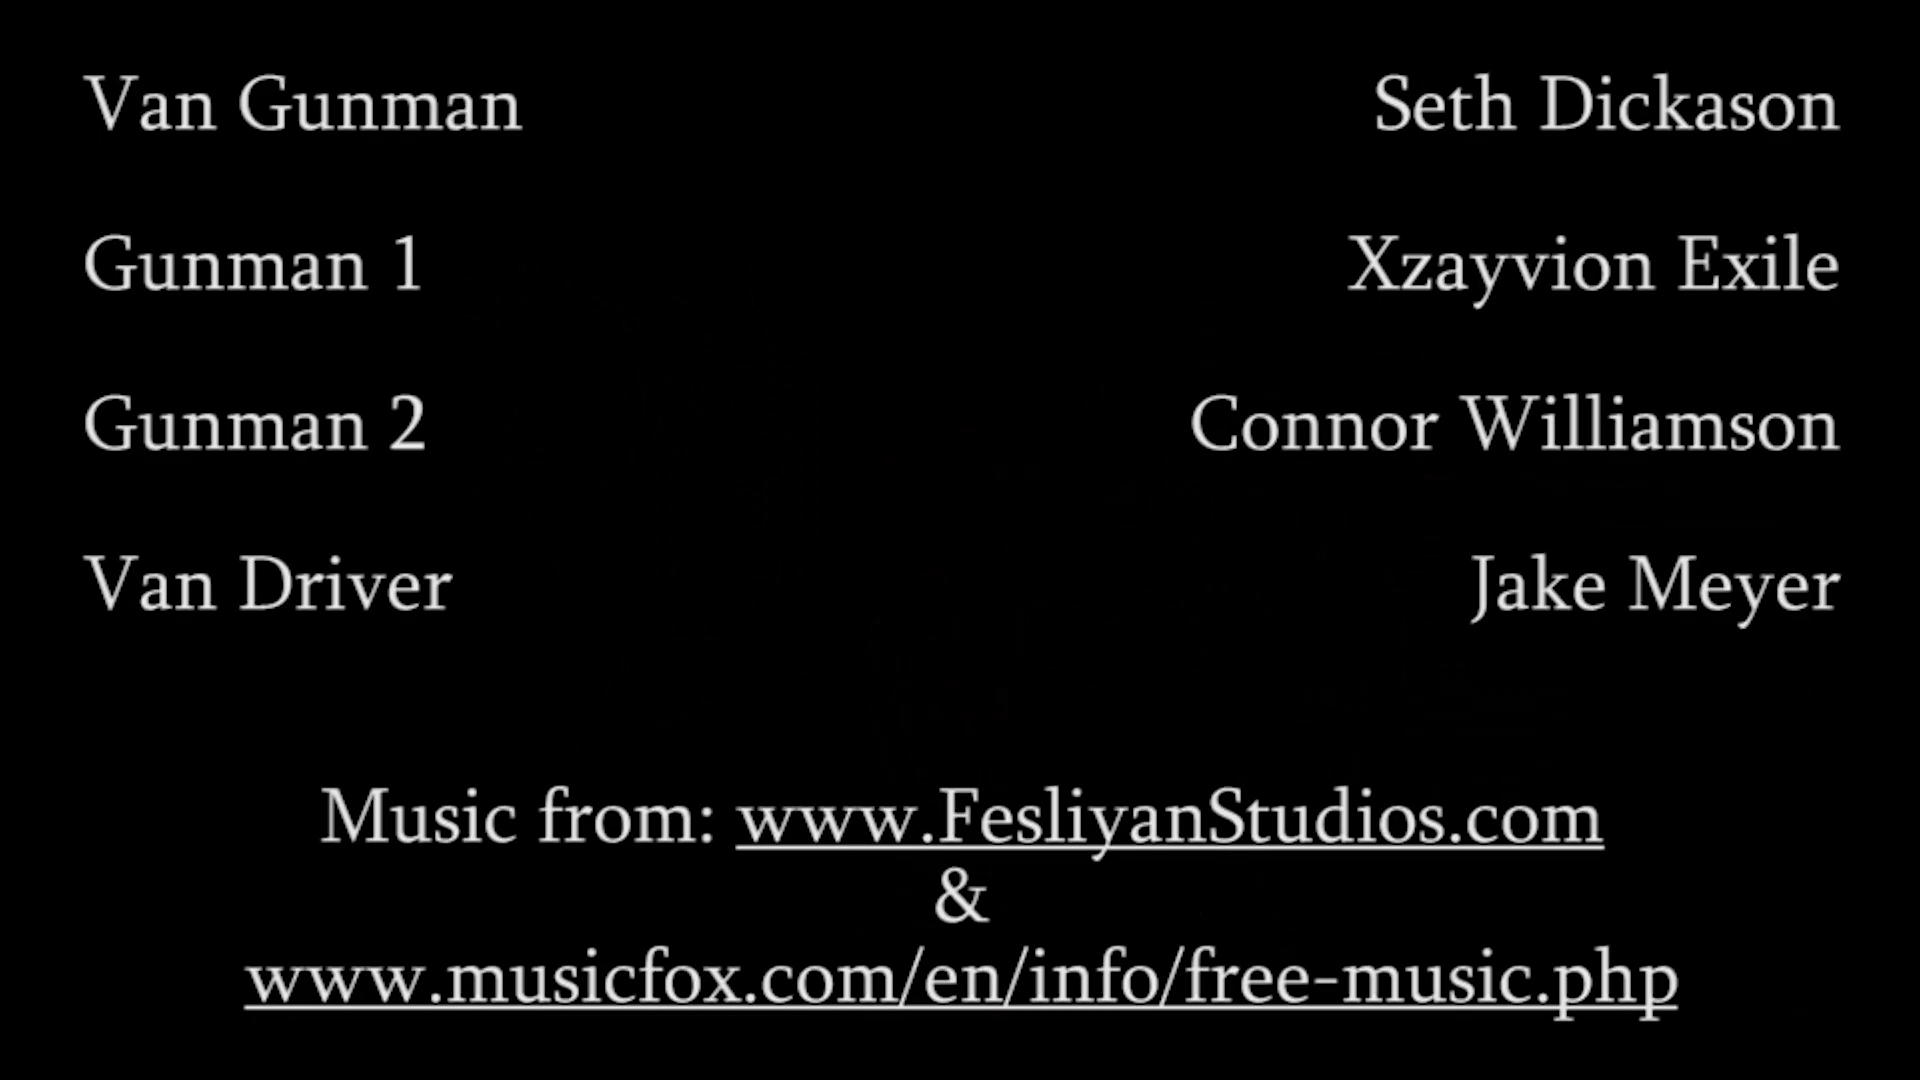 Van Gunman Seth Dickason
Gunman 1 Xzayvion Exile
Gunman 2 Connor Williamson
Van Driver Jake Meyer
Music from: www.FesliyanStudios.com
&
www.musicfox.com/en/info/free-music.php